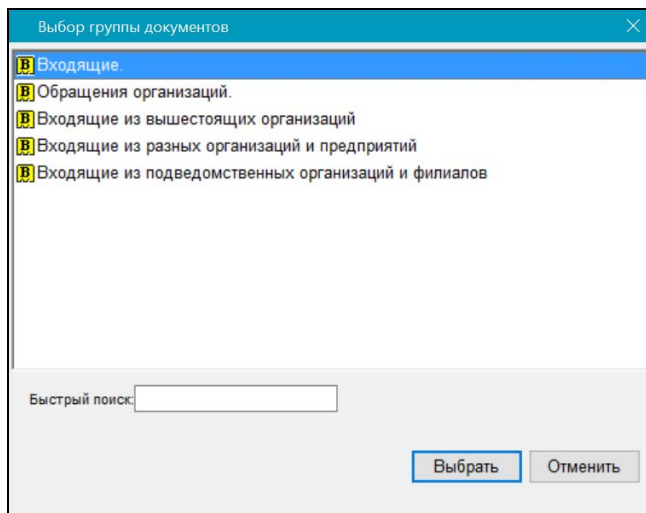 Выбор группы документов
В Входящие.
В Обращения организаций.
В Входящие из вышестоящих организаций
В Входящие из разных организаций и предприятий
В Входящие из подведомственных организаций и филиалов
Быстрый поиск:
Выбрать Отменить